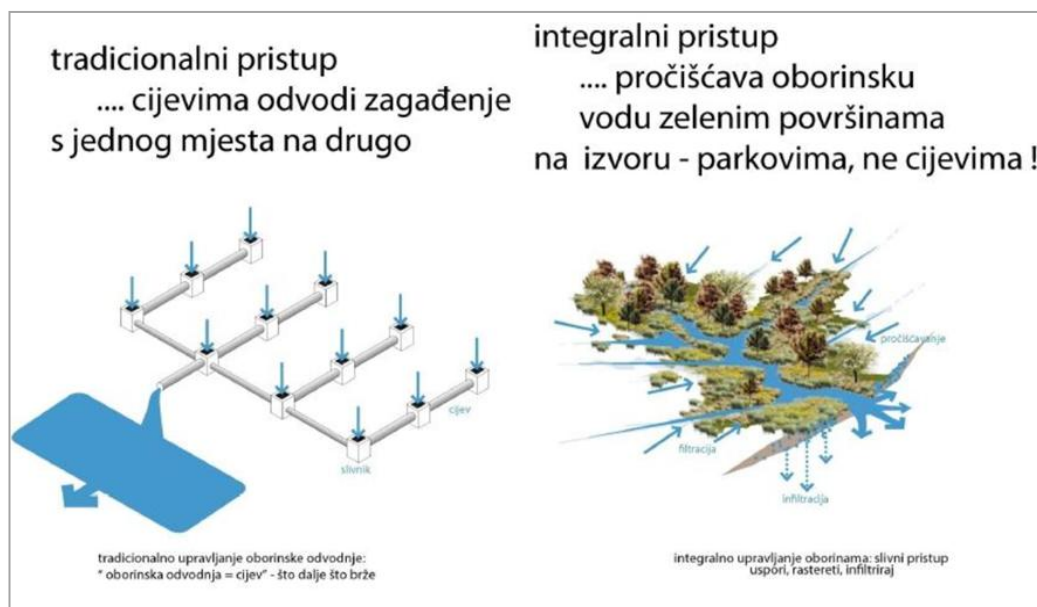 tradicionalni pristup
.... cijevima odvodi zagađenje
s jednog mjesta na drugo
integralni pristup
.... pročišćava oborinsku
vodu zelenim površinama
na izvoru - parkovima, ne cijevima !
cijev
slivnik
pročišćavanje
filtracija
infiltracija
tradicionalno upravljanje oborinske odvodnje:
" oborinska odvodnja = cijev" - što dalje što brže
integralno upravljanje oborinama: slivni pristup
uspori, rastereti, infiltriraj